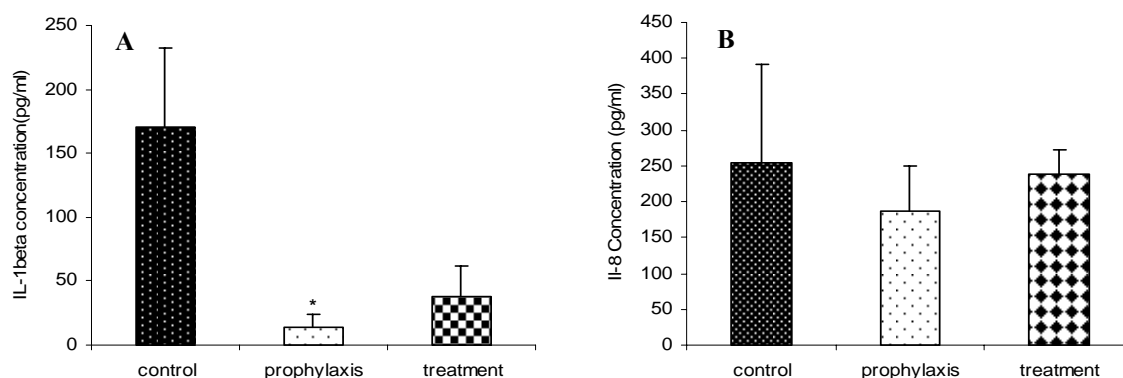 A
IL-1beta concentration(pg/ml)
250
200
150
100
50
0
*
control prophylaxis treatment
B
Il-8 Concentration (pg/ml)
450
400
350
300
250
200
150
100
50
0
control prophylaxis treatment